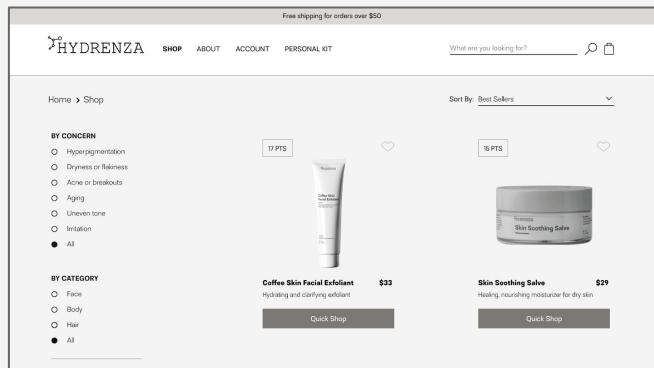 Free shipping for orders over $50
HYDRENZA
SHOP ABOUT ACCOUNT PERSONAL KIT
What are you looking for?
Home > Shop
Sort By: Best Sellers
BY CONCERN
Hyperpigmentation
Dryness or flakiness
Acne or breakouts
Aging
Uneven tone
Irritation
All
BY CATEGORY
Face
Body
Hair
All
17 PTS
Coffee Skin
Facial Exfoliant
Coffee Skin Facial Exfoliant $33
Hydrating and clarifying exfoliant
Quick Shop
15 PTS
Skin Soothing Salve
Skin Soothing Salve $29
Healing, nourishing moisturizer for dry skin
Quick Shop